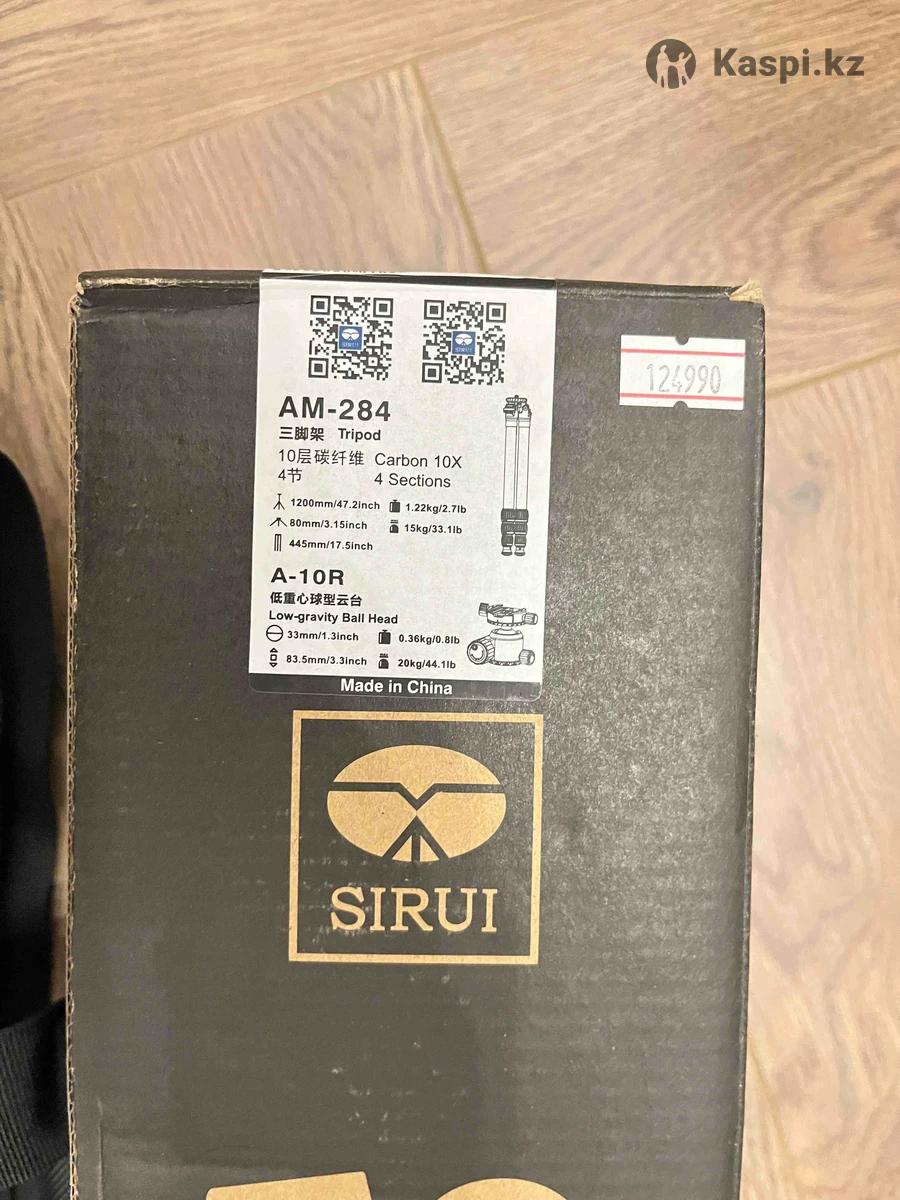 Kaspi.kz
124990
AM-284
三脚架 Tripod
10层碳纤维 Carbon 10X
4节 4 Sections
1200mm/47.2inch 1.22kg/2.7lb
80mm/3.15inch 15kg/33.1lb
445mm/17.5inch
A-10R
低重心球型云台
Low-gravity Ball Head
33mm/1.3inch 0.36kg/0.8lb
83.5mm/3.3inch 20kg/44.1lb
Made in China
SIRUI